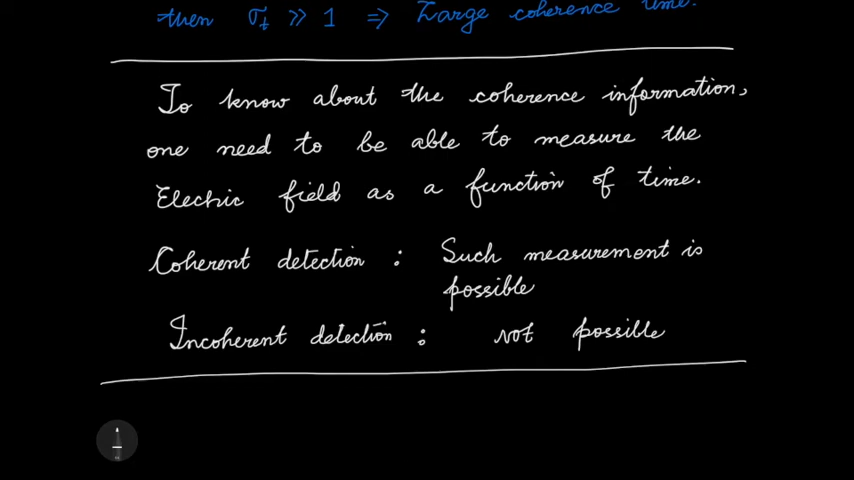 then σₜ >> 1 ⇒ Large coherence time.
To know about the coherence information,
one need to be able to measure the
Electric field as a function of time.
Coherent detection : Such measurement is
possible
Incoherent detection : not possible